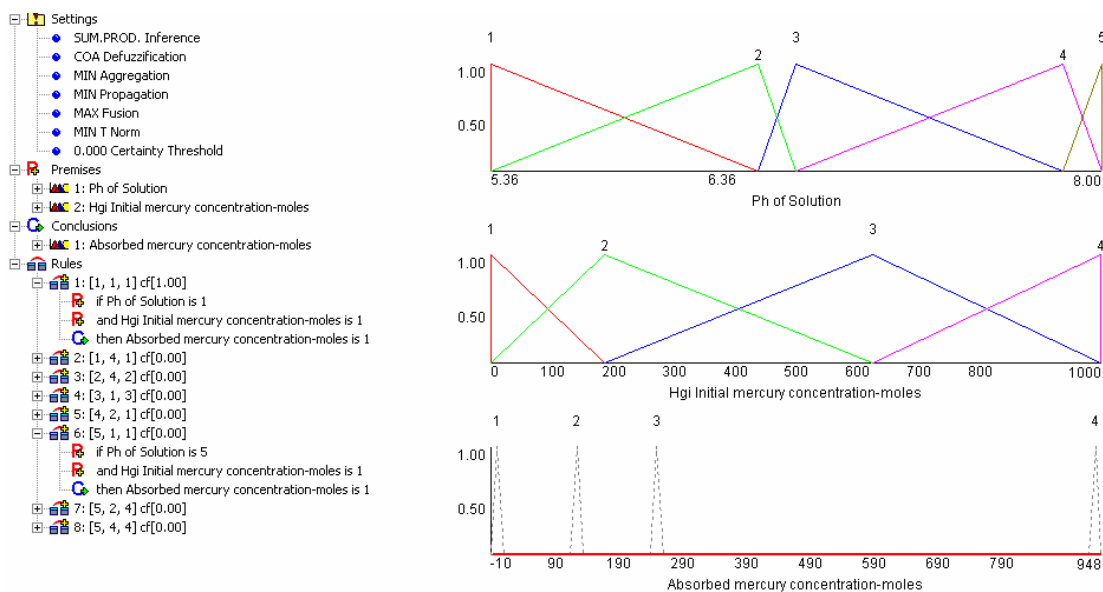 Settings
SUM.PROD. Inference
COA Defuzzification
MIN Aggregation
MIN Propagation
MAX Fusion
MIN T Norm
0.000 Certainty Threshold
Premises
1: Ph of Solution
2: Hgi Initial mercury concentration-moles
Conclusions
1: Absorbed mercury concentration-moles
Rules
1: [1, 1, 1] cf[1.00]
if Ph of Solution is 1
and Hgi Initial mercury concentration-moles is 1
then Absorbed mercury concentration-moles is 1
2: [1, 4, 1] cf[0.00]
3: [2, 4, 2] cf[0.00]
4: [3, 1, 3] cf[0.00]
5: [4, 2, 1] cf[0.00]
6: [5, 1, 1] cf[0.00]
if Ph of Solution is 5
and Hgi Initial mercury concentration-moles is 1
then Absorbed mercury concentration-moles is 1
7: [5, 2, 4] cf[0.00]
8: [5, 4, 4] cf[0.00]
1 2 3 4 5
1.00
0.50
5.36 6.36 8.00
Ph of Solution
1 2 3 4
1.00
0.50
0 100 200 300 400 500 600 700 800 1000
Hgi Initial mercury concentration-moles
1 2 3 4
1.00
0.50
-10 90 190 290 390 490 590 690 790 948
Absorbed mercury concentration-moles